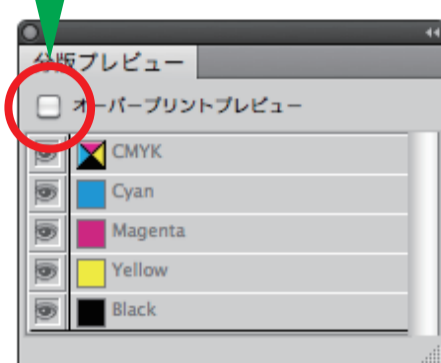 分版プレビュー
オーバープリントプレビュー
CMYK
Cyan
Magenta
Yellow
Black